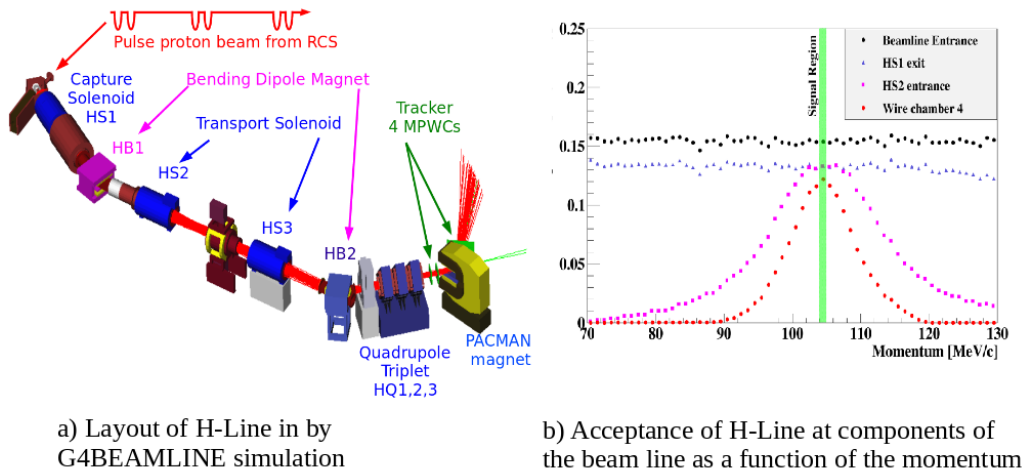 Pulse proton beam from RCS
Capture
Solenoid
HS1
Bending Dipole Magnet
Tracker
4 MPWCs
Transport Solenoid
HB1
HS2
HS3
HB2
Quadrupole
Triplet
HQ1,2,3
PACMAN
magnet
a) Layout of H-Line in by
G4BEAMLINE simulation
0.25
0.2
0.15
0.1
0.05
0
70
80
90
100
110
120
130
Momentum [MeV/c]
Signal Region
Beamline Entrance
HS1 exit
HS2 entrance
Wire chamber 4
b) Acceptance of H-Line at components of
the beam line as a function of the momentum